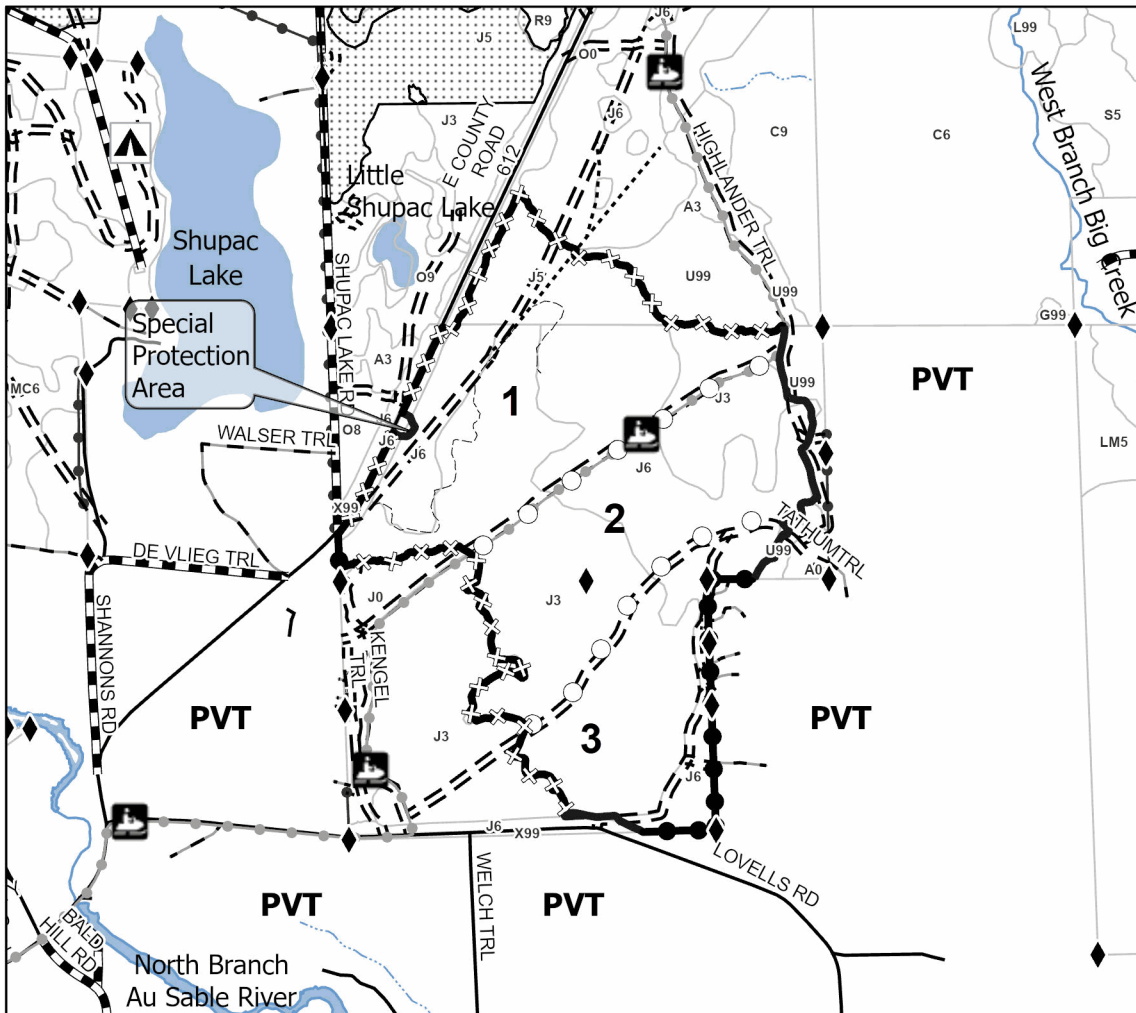 J6
R9
L99
J5
O0
West Branch Big Creek
J6
S5
J3
E COUNTY
ROAD
612
HIGHLANDER TRL
C9
C6
Little
Shupac Lake
A3
Shupac
Lake
SHUPAC LAKE RD
O9
J5
U99
U99
G99
Special
Protection
Area
A3
PVT
MC6
U99
1
J3
J6
O8
J6
WALSER TRL
J6
J6
LM5
X99
2
TATHUMTRL
DE VLIEG TRL
U99
A0
J0
J3
SHANNONS RD
KENGEL
TRL
PVT
PVT
J3
3
J6
J6
X99
WELCH TRL
LOVELLS RD
PVT
PVT
BALD
HILL RD
North Branch
Au Sable River